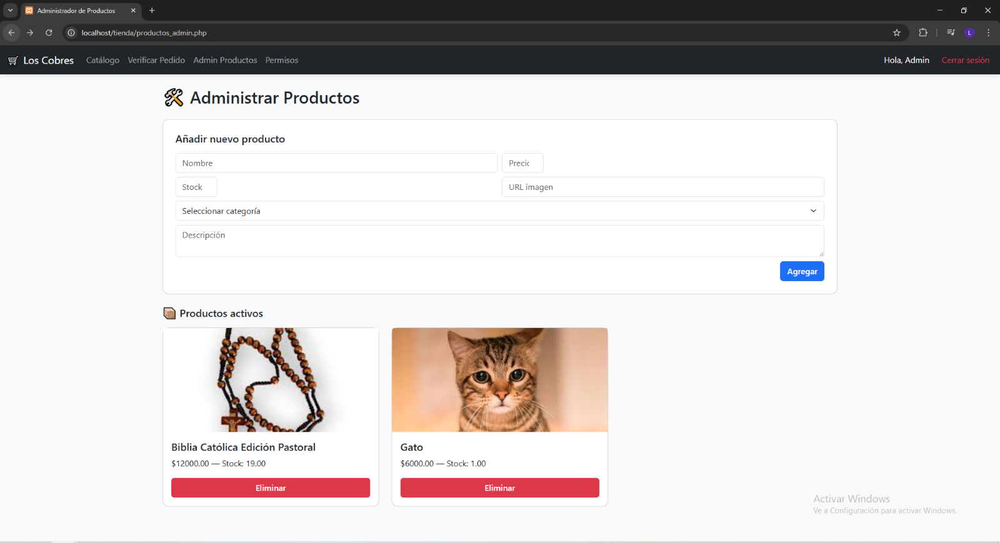 Administrador de Productos
localhost/tienda/productos_admin.php
L
Los Cobres Catálogo Verificar Pedido Admin Productos Permisos Hola, Admin Cerrar sesión
Administrar Productos
Añadir nuevo producto
Nombre Precio
Stock URL imagen
Seleccionar categoría
Descripción
Agregar
Productos activos
Biblia Católica Edición Pastoral
$12000.00 — Stock: 19.00
Eliminar
Gato
$6000.00 — Stock: 1.00
Eliminar
Activar Windows
Ve a Configuración para activar Windows.